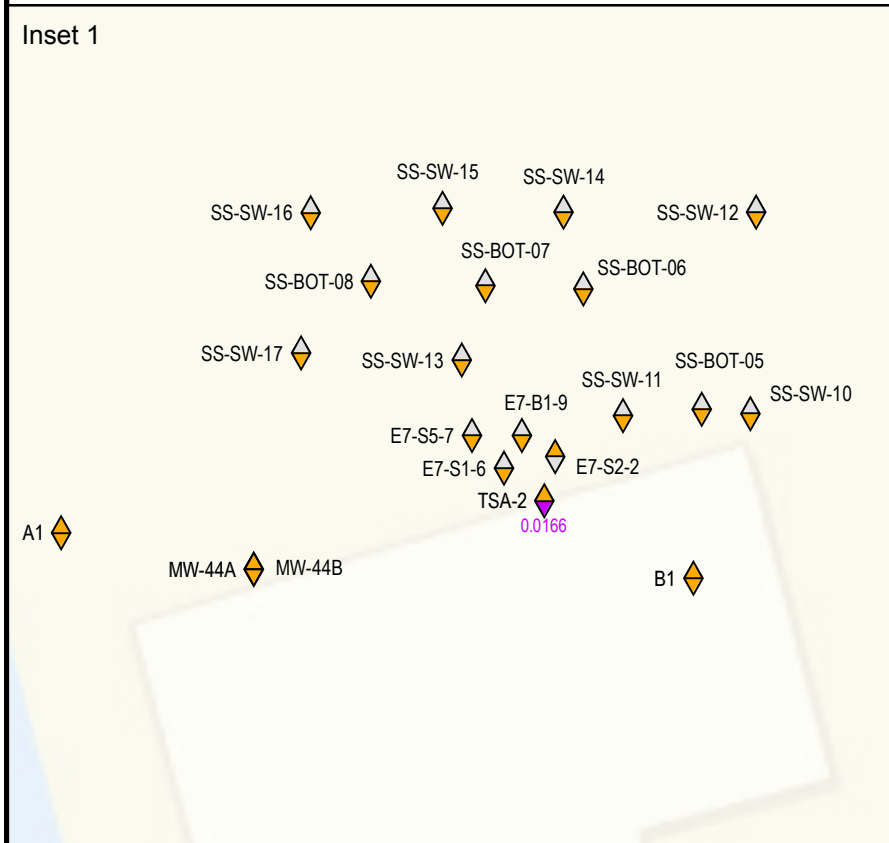 Inset 1
SS-SW-15
SS-SW-14
SS-SW-16
SS-SW-12
SS-BOT-07
SS-BOT-06
SS-BOT-08
SS-SW-17
SS-SW-13
SS-BOT-05
SS-SW-11
SS-SW-10
E7-B1-9
E7-S5-7
E7-S1-6
E7-S2-2
TSA-2
0.0166
A1
MW-44A
MW-44B
B1